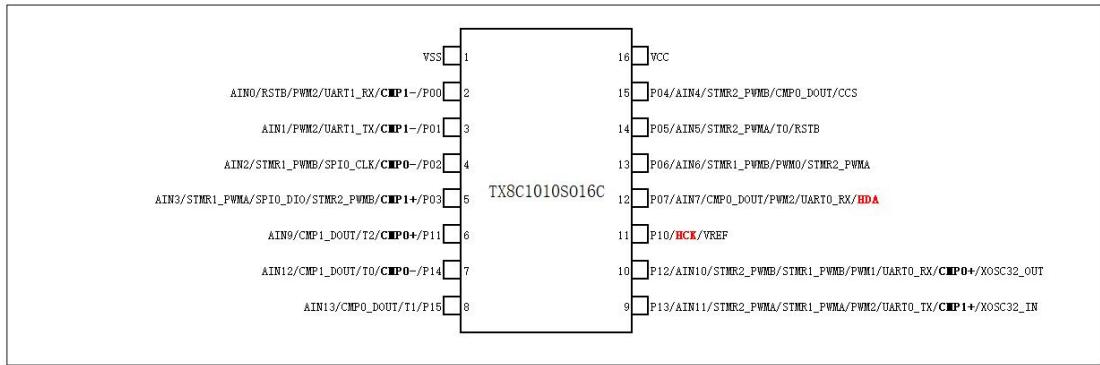 VSS 1 16 VCC
AIN0/RSTB/PWM2/UART1_RX/CMP1-/P00 2 15 P04/AIN4/STMR2_PWMB/CMP0_DOUT/CCS
AIN1/PWM2/UART1_TX/CMP1-/P01 3 14 P05/AIN5/STMR2_PWMA/T0/RSTB
AIN2/STMR1_PWMB/SPI0_CLK/CMP0-/P02 4 13 P06/AIN6/STMR1_PWMB/PWM0/STMR2_PWMA
TX8C1010SO16C
AIN3/STMR1_PWMA/SPI0_DIO/STMR2_PWMB/CMP1+/P03 5 12 P07/AIN7/CMP0_DOUT/PWM2/UART0_RX/HDA
AIN9/CMP1_DOUT/T2/CMP0+/P11 6 11 P10/HCK/VREF
AIN12/CMP1_DOUT/T0/CMP0-/P14 7 10 P12/AIN10/STMR2_PWMB/STMR1_PWMB/PWM1/UART0_RX/CMP0+/XOSC32_OUT
AIN13/CMP0_DOUT/T1/P15 8 9 P13/AIN11/STMR2_PWMA/STMR1_PWMA/PWM2/UART0_TX/CMP1+/XOSC32_IN